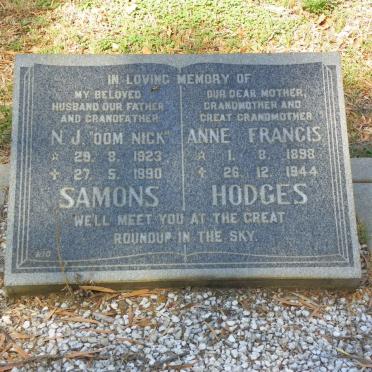 IN LOVING MEMORY OF
MY BELOVED
HUSBAND OUR FATHER
AND GRANDFATHER
N. J. "OOM NICK"
☆ 29. 8. 1923
✝ 27. 5. 1990
SAMONS
OUR DEAR MOTHER,
GRANDMOTHER AND
GREAT GRANDMOTHER
ANNE FRANCIS
☆ 1. 8. 1898
✝ 26. 12. 1944
HODGES
WE'LL MEET YOU AT THE GREAT
ROUNDUP IN THE SKY.